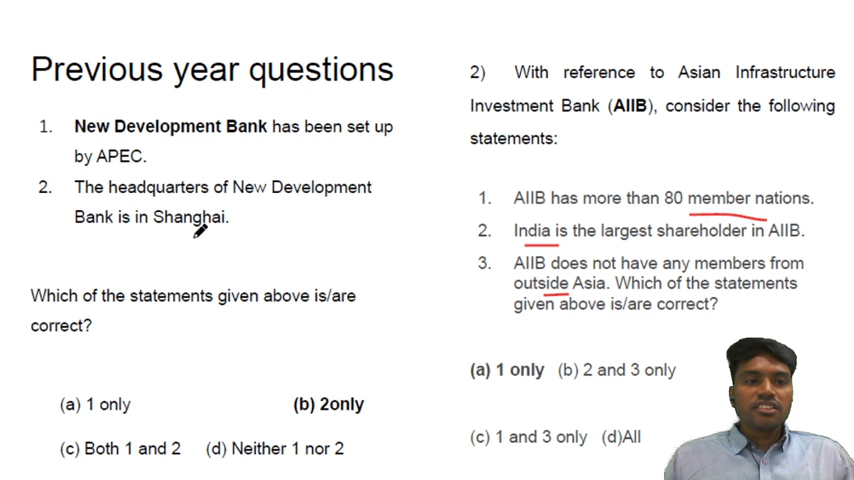 Previous year questions
1. New Development Bank has been set up
by APEC.
2. The headquarters of New Development
Bank is in Shanghai.
Which of the statements given above is/are
correct?
(a) 1 only (b) 2only
(c) Both 1 and 2 (d) Neither 1 nor 2
2) With reference to Asian Infrastructure
Investment Bank (AIIB), consider the following
statements:
1. AIIB has more than 80 member nations.
2. India is the largest shareholder in AIIB.
3. AIIB does not have any members from
outside Asia. Which of the statements
given above is/are correct?
(a) 1 only (b) 2 and 3 only
(c) 1 and 3 only (d)All